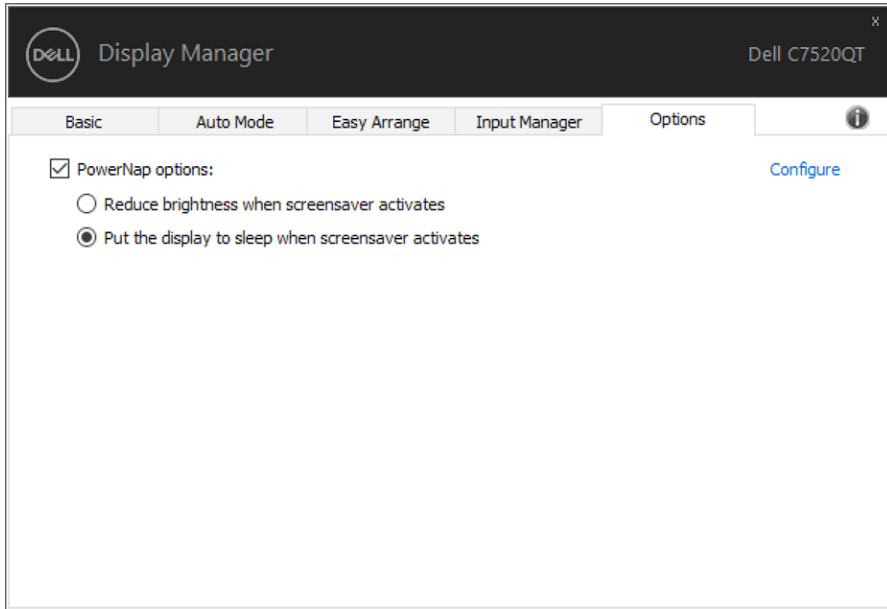 x
DELL Display Manager Dell C7520QT
Basic Auto Mode Easy Arrange Input Manager Options
PowerNap options: Configure
Reduce brightness when screensaver activates
Put the display to sleep when screensaver activates